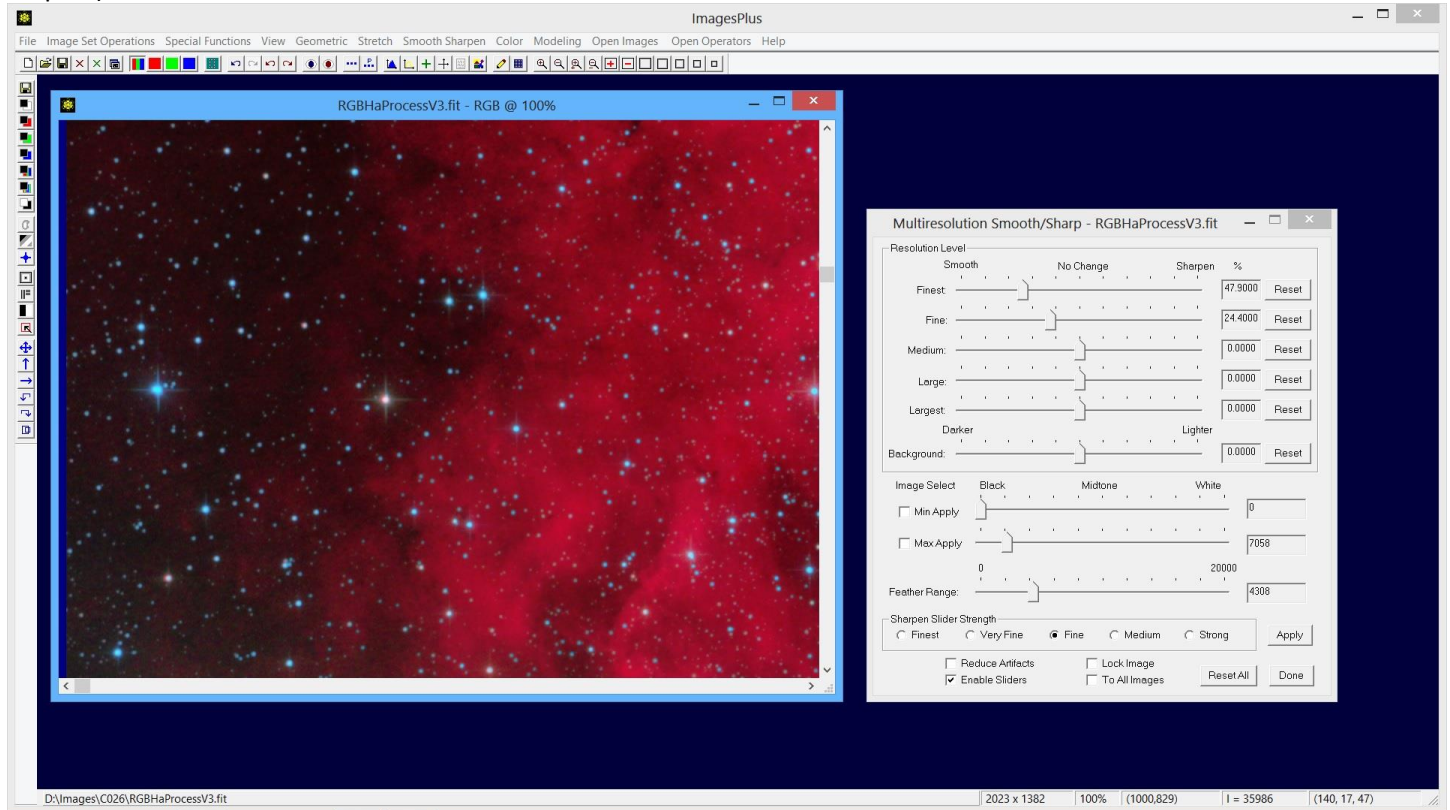 ImagesPlus
File Image Set Operations Special Functions View Geometric Stretch Smooth Sharpen Color Modeling Open Images Open Operators Help
RGBHaProcessV3.fit - RGB @ 100%
Multiresolution Smooth/Sharp - RGBHaProcessV3.fit
Resolution Level
Smooth No Change Sharpen %
Finest: 47.9000 Reset
Fine: 24.4000 Reset
Medium: 0.0000 Reset
Large: 0.0000 Reset
Largest: 0.0000 Reset
Darker Lighter
Background: 0.0000 Reset
Image Select Black Midtone White
Min Apply 0
Max Apply 7058
0 20000
Feather Range: 4308
Sharpen Slider Strength
Finest Very Fine Fine Medium Strong Apply
Reduce Artifacts Lock Image
Enable Sliders To All Images Reset All Done
D:\Images\C026\RGBHaProcessV3.fit 2023 x 1382 100% (1000,829) I = 35986 (140, 17, 47)